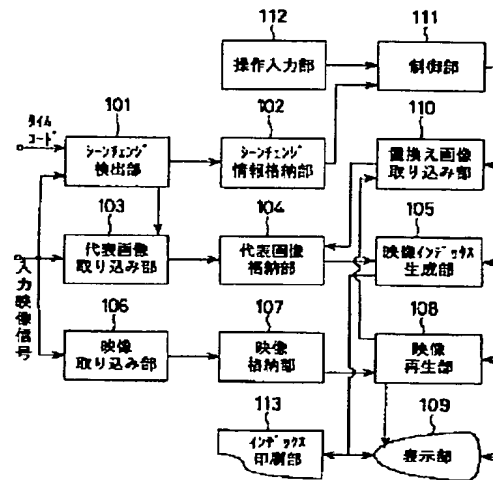 112
111
操作入力部
制御部
101
102
110
タイム
コード
シーンチェンジ
検出部
シーンチェンジ
情報格納部
置換え画像
取り込み部
103
104
105
代表画像
取り込み部
代表画像
格納部
映像インデックス
生成部
入力映像信号
106
107
108
映像
取り込み部
映像
格納部
映像
再生部
113
109
インデックス
印刷部
表示部